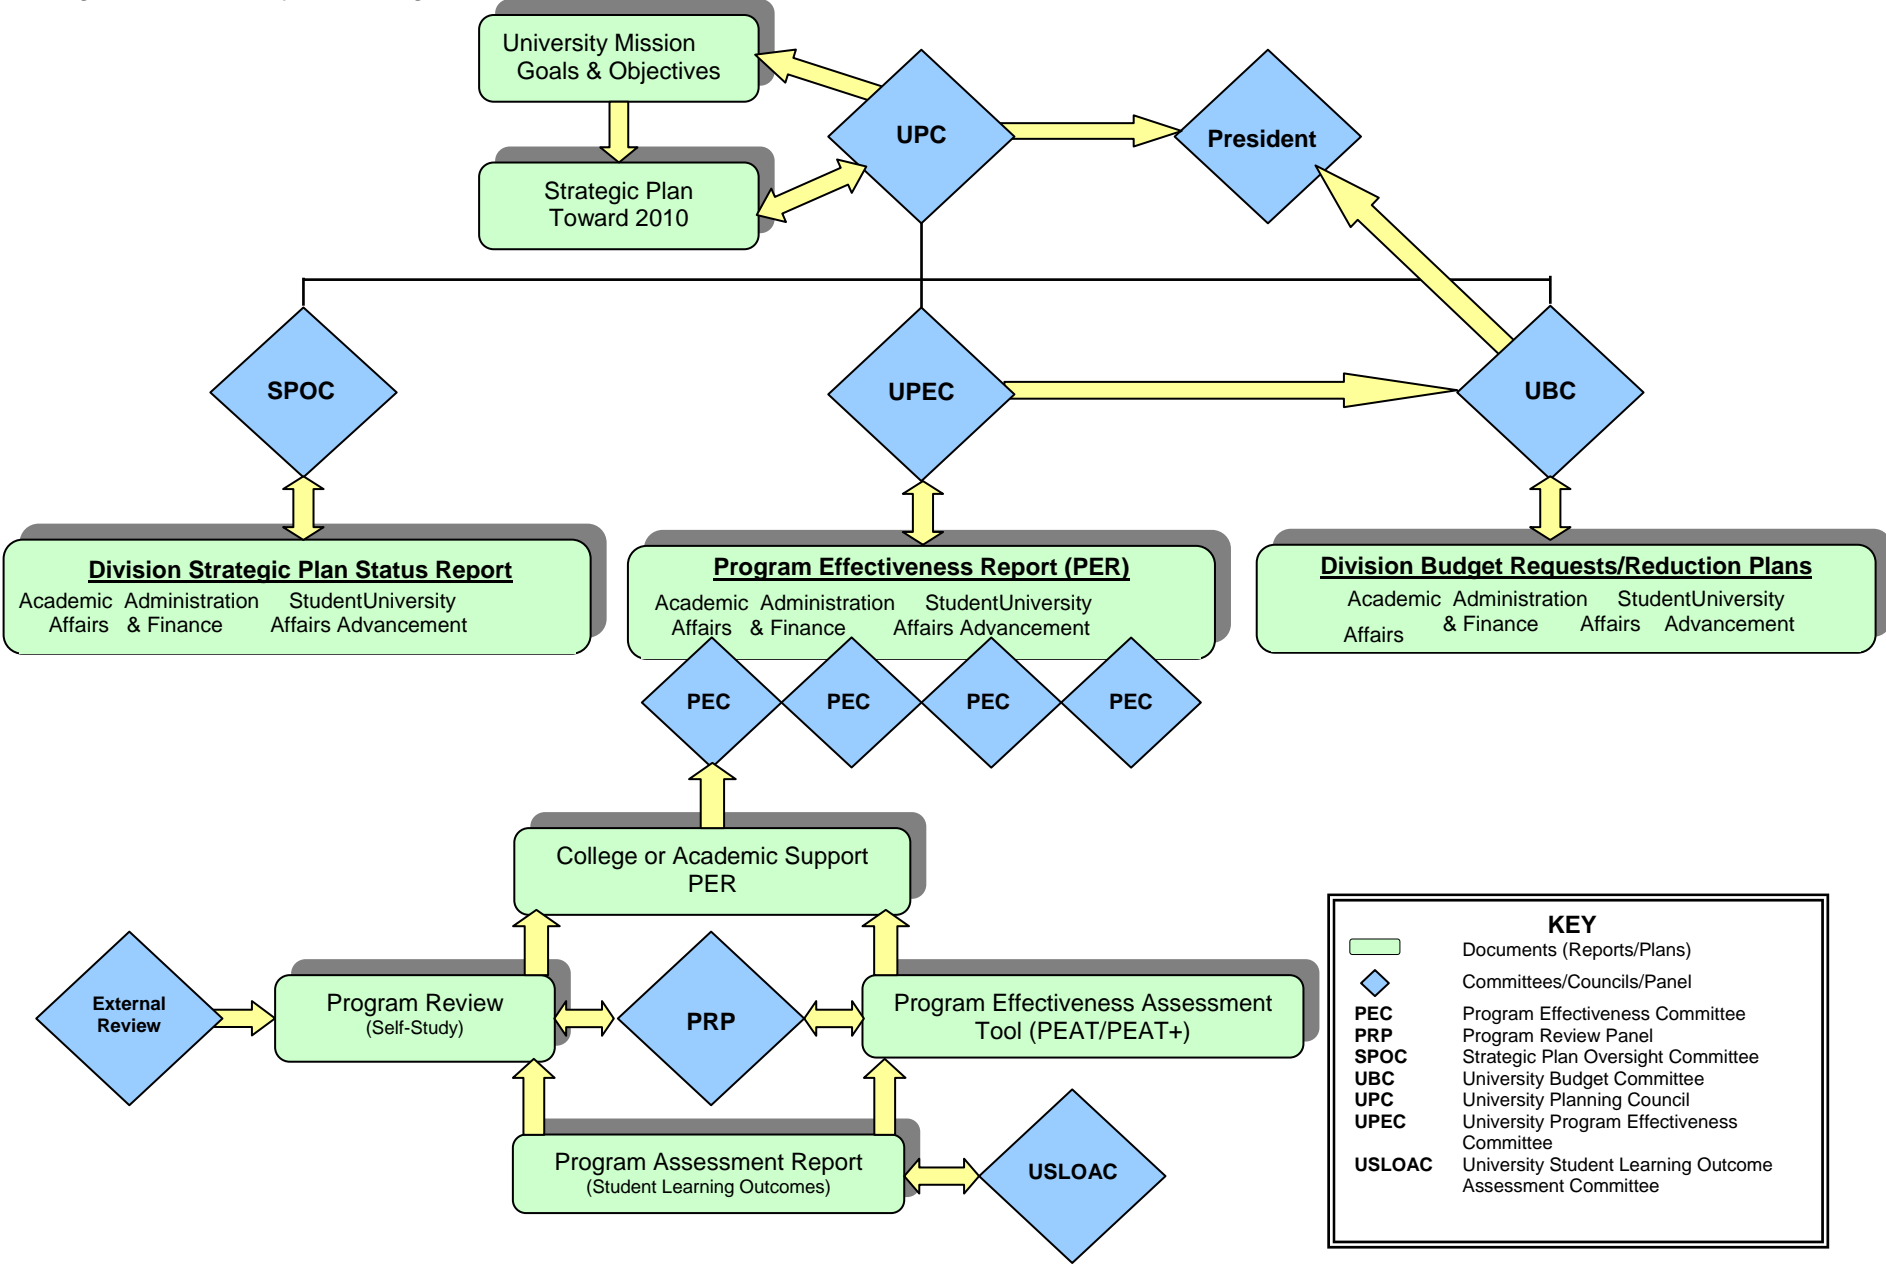 University Mission
Goals & Objectives
UPC
President
Strategic Plan
Toward 2010
SPOC
UPEC
UBC
Division Strategic Plan Status Report
Academic Administration StudentUniversity
Affairs & Finance Affairs Advancement
Program Effectiveness Report (PER)
Academic Administration StudentUniversity
Affairs & Finance Affairs Advancement
Division Budget Requests/Reduction Plans
Academic Administration StudentUniversity
Affairs & Finance Affairs Advancement
PEC PEC PEC PEC
College or Academic Support
PER
External
Review
Program Review
(Self-Study)
PRP
Program Effectiveness Assessment
Tool (PEAT/PEAT+)
Program Assessment Report
(Student Learning Outcomes)
USLOAC
KEY
Documents (Reports/Plans)
Committees/Councils/Panel
PEC Program Effectiveness Committee
PRP Program Review Panel
SPOC Strategic Plan Oversight Committee
UBC University Budget Committee
UPC University Planning Council
UPEC University Program Effectiveness
Committee
USLOAC University Student Learning Outcome
Assessment Committee